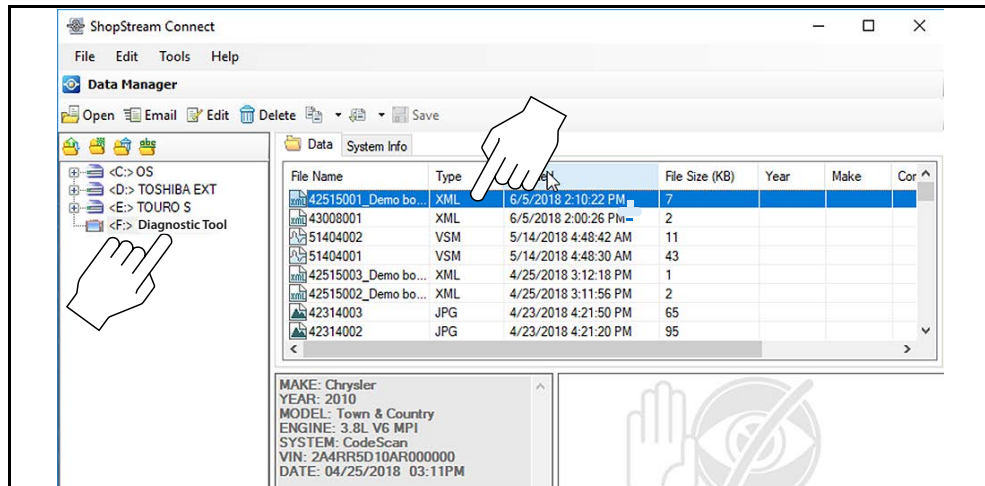 ShopStream Connect
File Edit Tools Help
Data Manager
Open Email Edit Delete Save
Data System Info
<C:> OS
<D:> TOSHIBA EXT
<E:> TOURO S
<F:> Diagnostic Tool
File Name Type File Size (KB) Year Make Cor
42515001_Demo bo... XML 6/5/2018 2:10:22 PM 7
43008001 XML 6/5/2018 2:00:26 PM 2
51404002 VSM 5/14/2018 4:48:42 AM 11
51404001 VSM 5/14/2018 4:48:30 AM 43
42515003_Demo bo... XML 4/25/2018 3:12:18 PM 1
42515002_Demo bo... XML 4/25/2018 3:11:56 PM 2
42314003 JPG 4/23/2018 4:21:50 PM 65
42314002 JPG 4/23/2018 4:21:20 PM 95
MAKE: Chrysler
YEAR: 2010
MODEL: Town & Country
ENGINE: 3.8L V6 MPI
SYSTEM: CodeScan
VIN: 2A4RR5D10AR000000
DATE: 04/25/2018 03:11PM